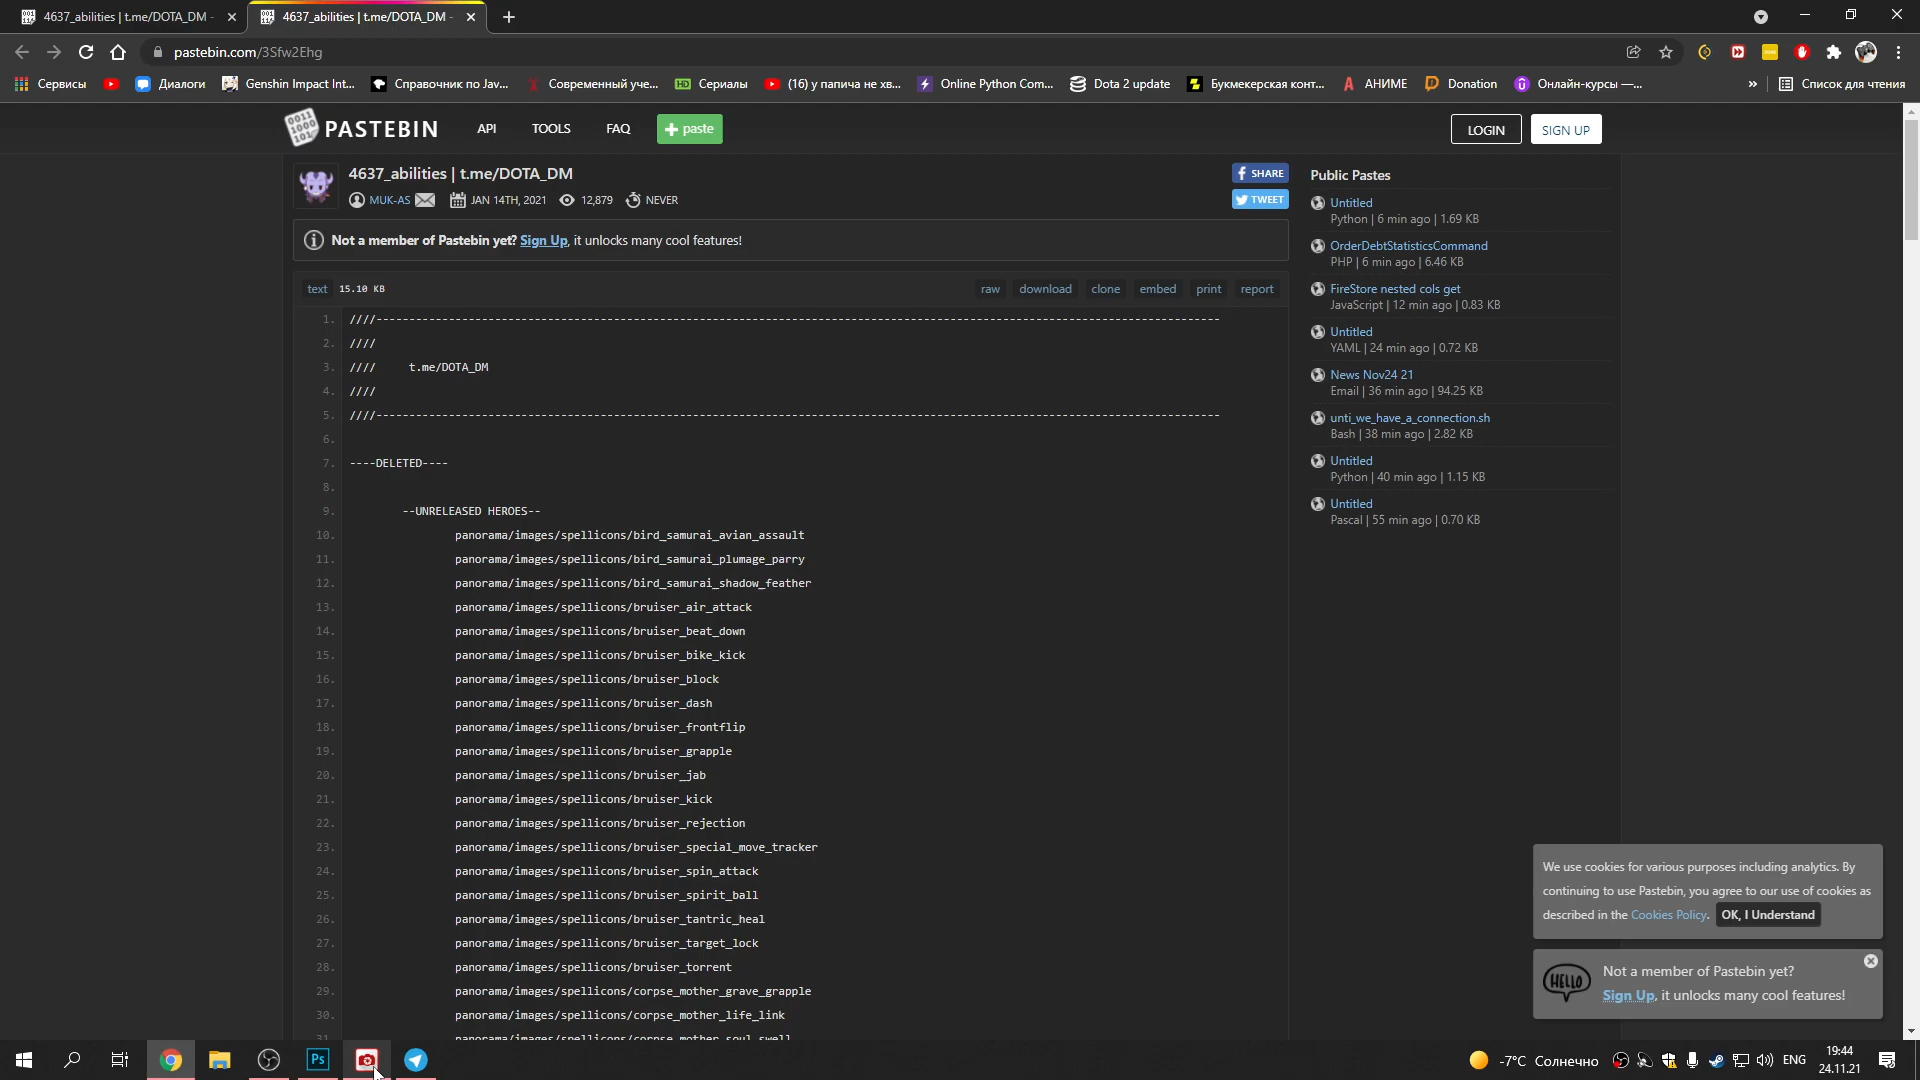 4637_abilities | t.me/DOTA_DM -
4637_abilities | t.me/DOTA_DM -
pastebin.com/3Sfw2Ehg
Сервисы
Диалоги
Genshin Impact Int...
Справочник по Jav...
Современный уче...
HD Сериалы
(16) у папича не хв...
Online Python Com...
Dota 2 update
Букмекерская конт...
АНИМЕ
Donation
Онлайн-курсы —...
»
Список для чтения
PASTEBIN
API
TOOLS
FAQ
+ paste
LOGIN
SIGN UP
4637_abilities | t.me/DOTA_DM
MUK-AS
JAN 14TH, 2021
12,879
NEVER
SHARE
TWEET
Not a member of Pastebin yet? Sign Up, it unlocks many cool features!
text 15.10 KB
raw download clone embed print report
1. ////--------------------------------------------------------------------------------------------------------------------------------
2. ////
3. //// t.me/DOTA_DM
4. ////
5. ////--------------------------------------------------------------------------------------------------------------------------------
6.
7. ----DELETED----
8.
9. --UNRELEASED HEROES--
10. panorama/images/spellicons/bird_samurai_avian_assault
11. panorama/images/spellicons/bird_samurai_plumage_parry
12. panorama/images/spellicons/bird_samurai_shadow_feather
13. panorama/images/spellicons/bruiser_air_attack
14. panorama/images/spellicons/bruiser_beat_down
15. panorama/images/spellicons/bruiser_bike_kick
16. panorama/images/spellicons/bruiser_block
17. panorama/images/spellicons/bruiser_dash
18. panorama/images/spellicons/bruiser_frontflip
19. panorama/images/spellicons/bruiser_grapple
20. panorama/images/spellicons/bruiser_jab
21. panorama/images/spellicons/bruiser_kick
22. panorama/images/spellicons/bruiser_rejection
23. panorama/images/spellicons/bruiser_special_move_tracker
24. panorama/images/spellicons/bruiser_spin_attack
25. panorama/images/spellicons/bruiser_spirit_ball
26. panorama/images/spellicons/bruiser_tantric_heal
27. panorama/images/spellicons/bruiser_target_lock
28. panorama/images/spellicons/bruiser_torrent
29. panorama/images/spellicons/corpse_mother_grave_grapple
30. panorama/images/spellicons/corpse_mother_life_link
31. panorama/images/spellicons/corpse_mother_soul_swell
Public Pastes
Untitled
Python | 6 min ago | 1.69 KB
OrderDebtStatisticsCommand
PHP | 6 min ago | 6.46 KB
FireStore nested cols get
JavaScript | 12 min ago | 0.83 KB
Untitled
YAML | 24 min ago | 0.72 KB
News Nov24 21
Email | 36 min ago | 94.25 KB
unti_we_have_a_connection.sh
Bash | 38 min ago | 2.82 KB
Untitled
Python | 40 min ago | 1.15 KB
Untitled
Pascal | 55 min ago | 0.70 KB
We use cookies for various purposes including analytics. By
continuing to use Pastebin, you agree to our use of cookies as
described in the Cookies Policy. OK, I Understand
HELLO
Not a member of Pastebin yet?
Sign Up, it unlocks many cool features!
Ps
-7°C Солнечно
ENG
19:44
24.11.21